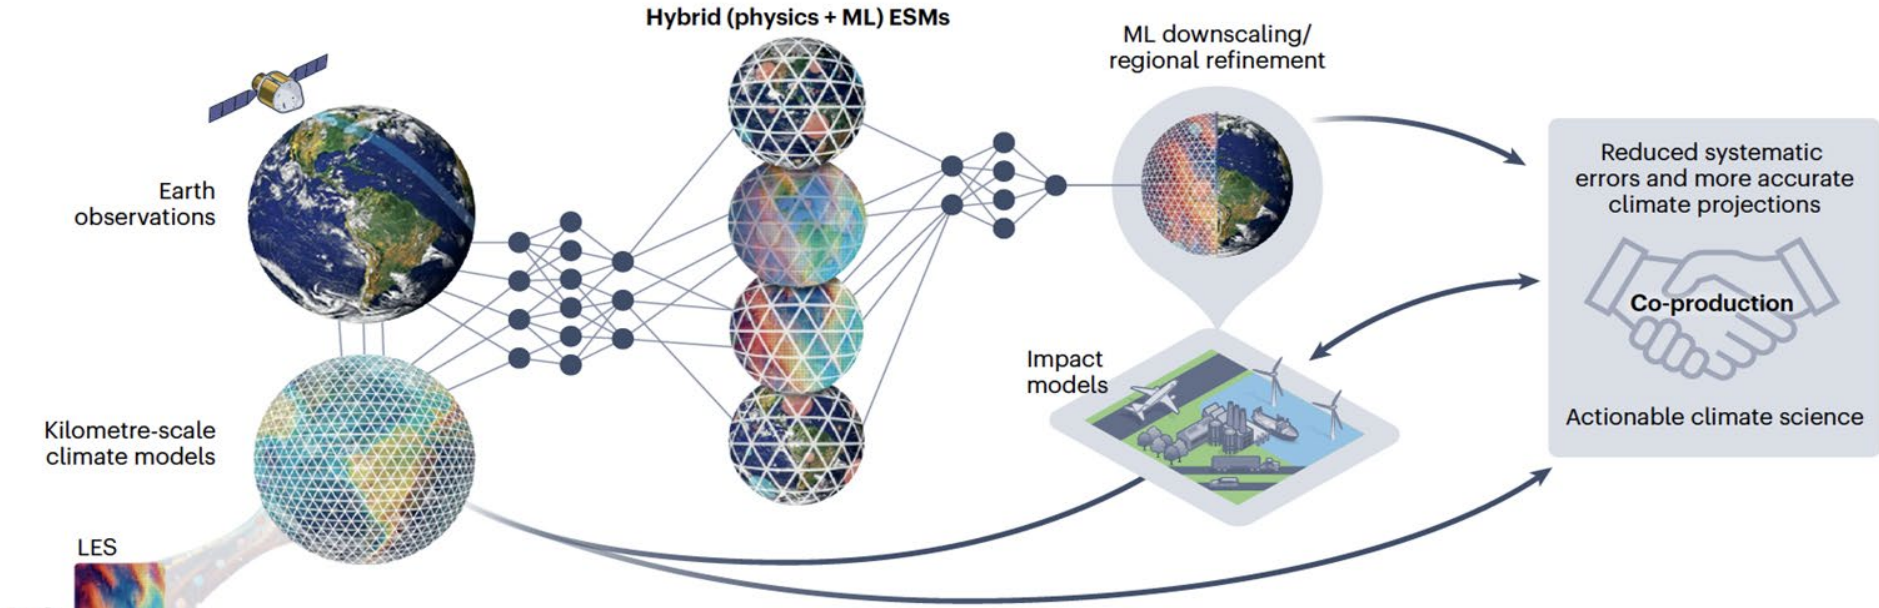 Hybrid (physics + ML) ESMs
ML downscaling/
regional refinement
Earth
observations
Reduced systematic
errors and more accurate
climate projections
Co-production
Impact
models
Actionable climate science
Kilometre-scale
climate models
LES